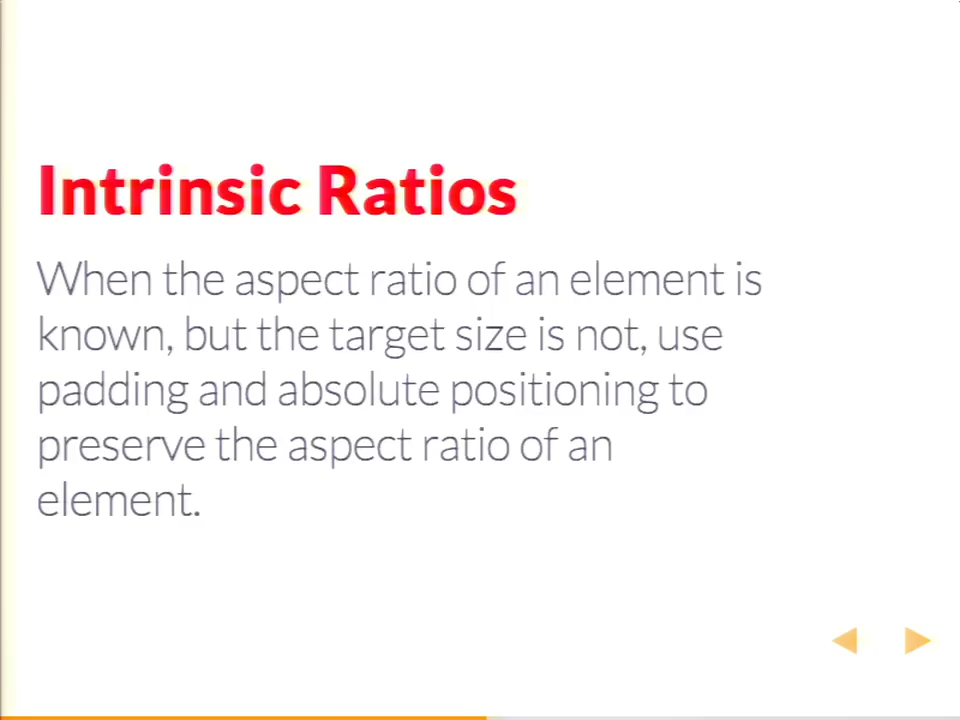 Intrinsic Ratios
When the aspect ratio of an element is
known, but the target size is not, use
padding and absolute positioning to
preserve the aspect ratio of an
element.